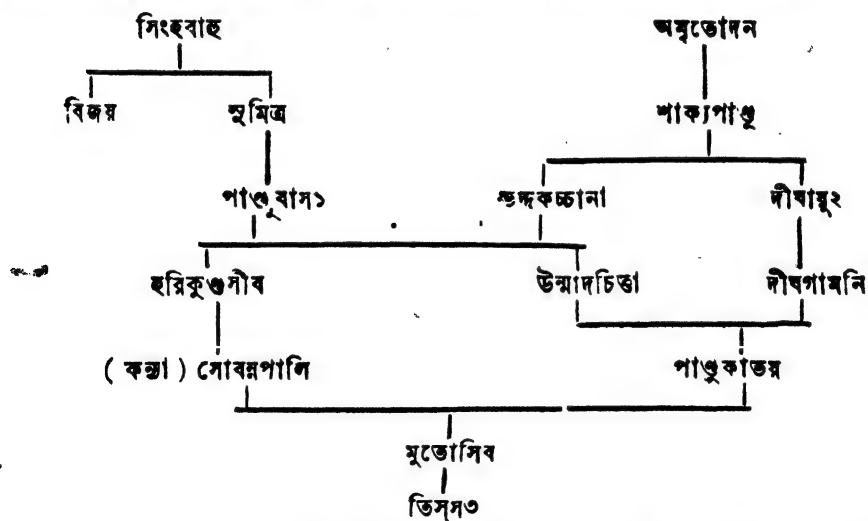 সিংহবাহু অমৃতোদন
বিজয় সুমিত্র শাক্যপাণ্ডু
পাণ্ডুবাস১ ভদ্দকচ্চানা দীঘায়ু২
হরিকুণ্ডসীব উন্মাদচিত্তা দীঘগামনি
( কন্যা ) সোবন্নপালি পাণ্ডুকাভয়
মুতোসিব
তিস্‌স৩